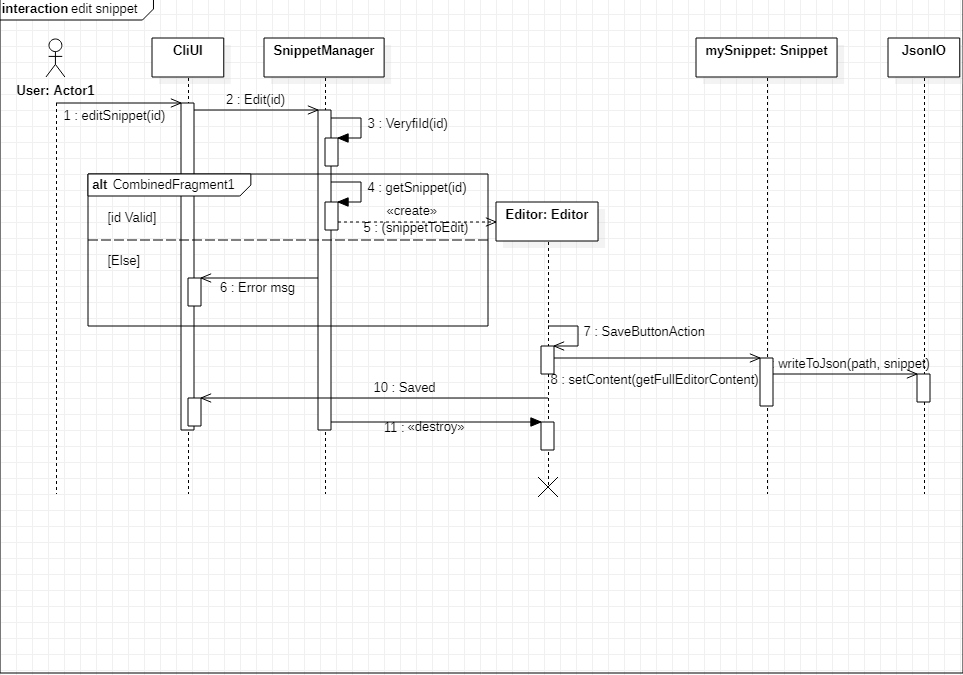 interaction edit snippet
CliUI
SnippetManager
mySnippet: Snippet
JsonIO
User: Actor1
1 : editSnippet(id)
2 : Edit(id)
3 : VeryfiId(id)
alt CombinedFragment1
4 : getSnippet(id)
[id Valid]
«create»
5 : (snippetToEdit)
Editor: Editor
[Else]
6 : Error msg
7 : SaveButtonAction
8 : setContent(getFullEditorContent)
writeToJson(path, snippet)
10 : Saved
11 : «destroy»